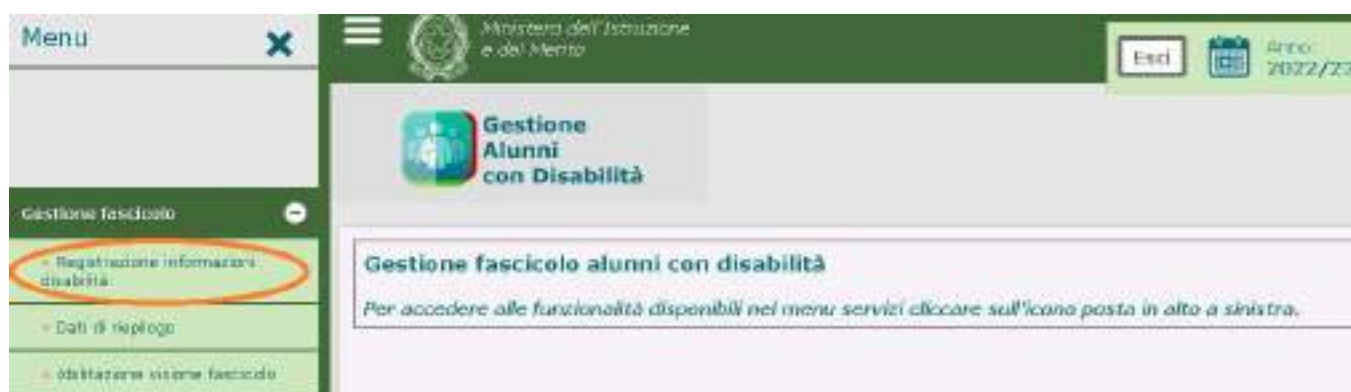 Menu
Gestione fascicolo
Registrazione informazioni
disabilità
Dati di riepilogo
Abilitazione visione fascicolo
Ministero dell'Istruzione
e del Merito
Esci
Anno:
2022/23
Gestione
Alunni
con Disabilità
Gestione fascicolo alunni con disabilità
Per accedere alle funzionalità disponibili nel menu servizi cliccare sull'icona posta in alto a sinistra.